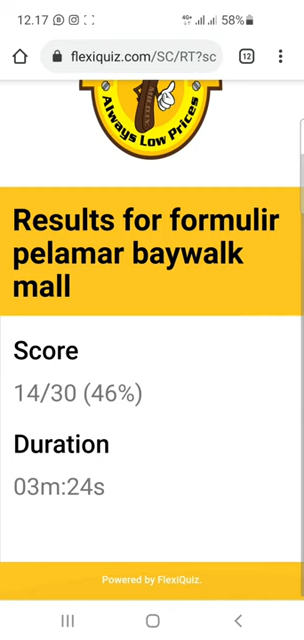 12.17
4G+
58%
flexiquiz.com/SC/RT?sc
12
Always Low Prices
Results for formulir
pelamar baywalk
mall
Score
14/30 (46%)
Duration
03m:24s
Powered by FlexiQuiz.